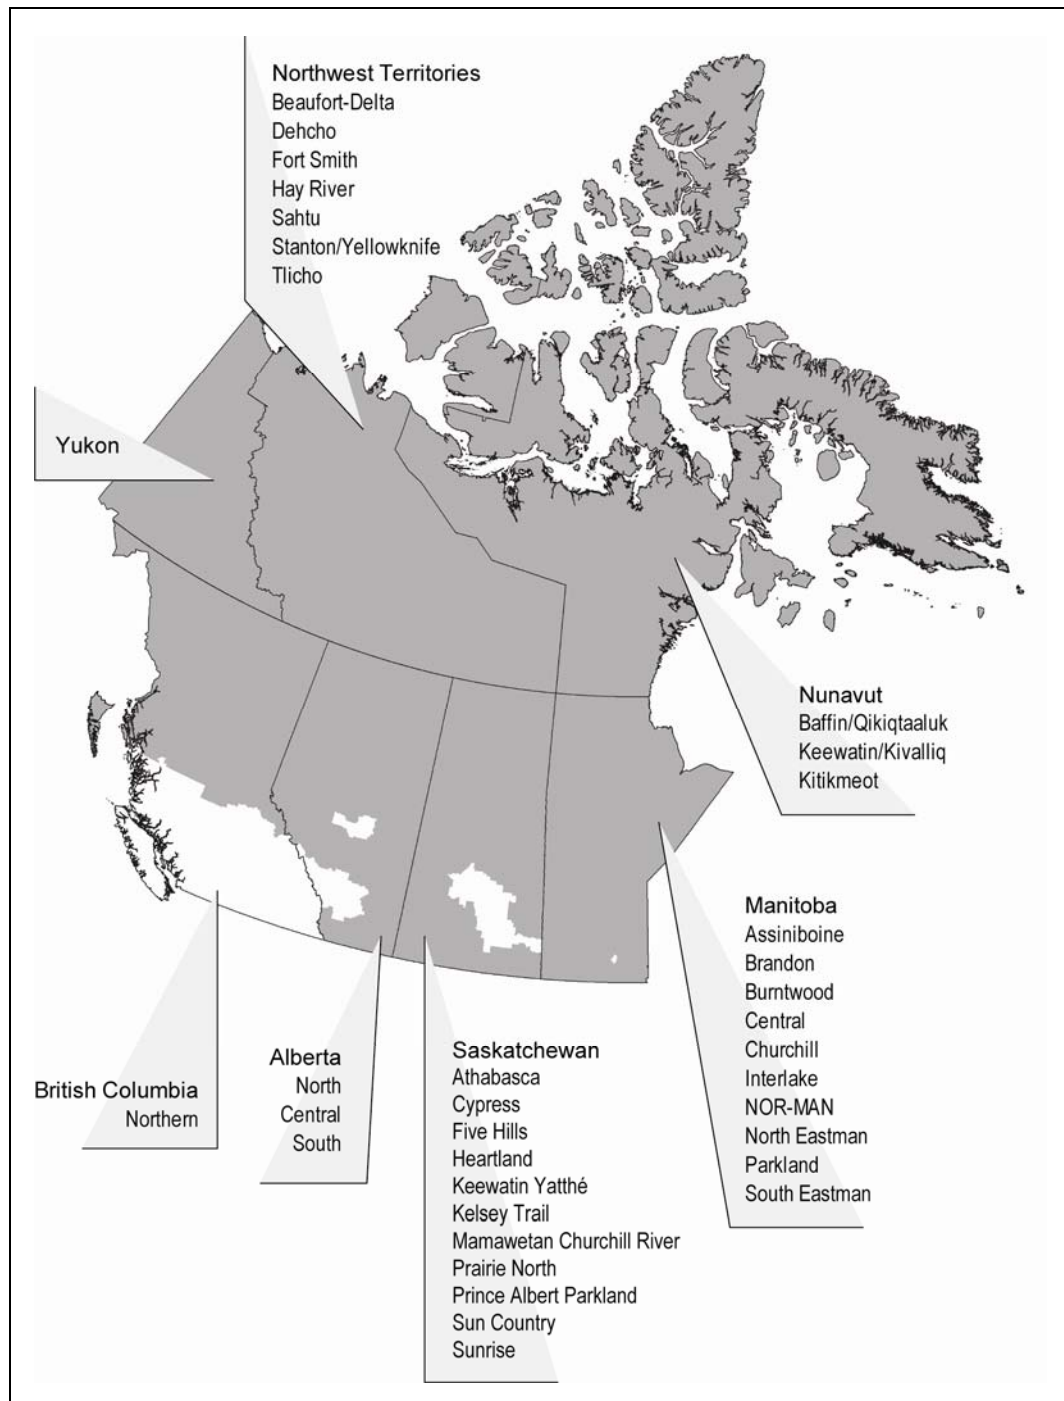 Northwest Territories
Beaufort-Delta
Dehcho
Fort Smith
Hay River
Sahtu
Stanton/Yellowknife
Tlicho
Yukon
Nunavut
Baffin/Qikiqtaaluk
Keewatin/Kivalliq
Kitikmeot
Manitoba
Assiniboine
Brandon
Burntwood
Central
Churchill
Interlake
NOR-MAN
North Eastman
Parkland
South Eastman
British Columbia
Northern
Alberta
North
Central
South
Saskatchewan
Athabasca
Cypress
Five Hills
Heartland
Keewatin Yatthé
Kelsey Trail
Mamawetan Churchill River
Prairie North
Prince Albert Parkland
Sun Country
Sunrise